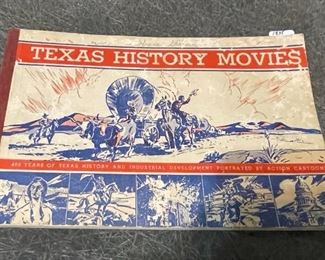 TEXAS HISTORY MOVIES
400 YEARS OF TEXAS HISTORY AND INDUSTRIAL DEVELOPMENT PORTRAYED BY ACTION CARTOONS